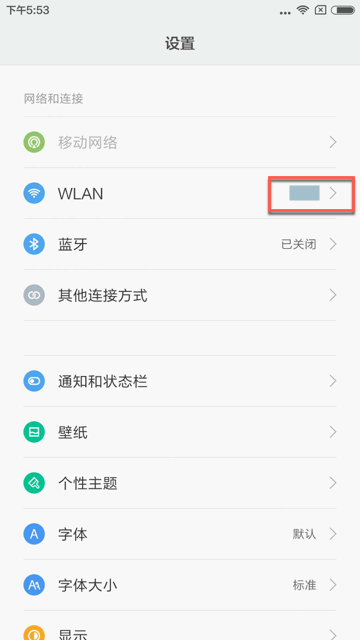 下午5:53
设置
网络和连接
移动网络
WLAN
蓝牙 已关闭
其他连接方式
通知和状态栏
壁纸
个性主题
字体 默认
字体大小 标准
显示